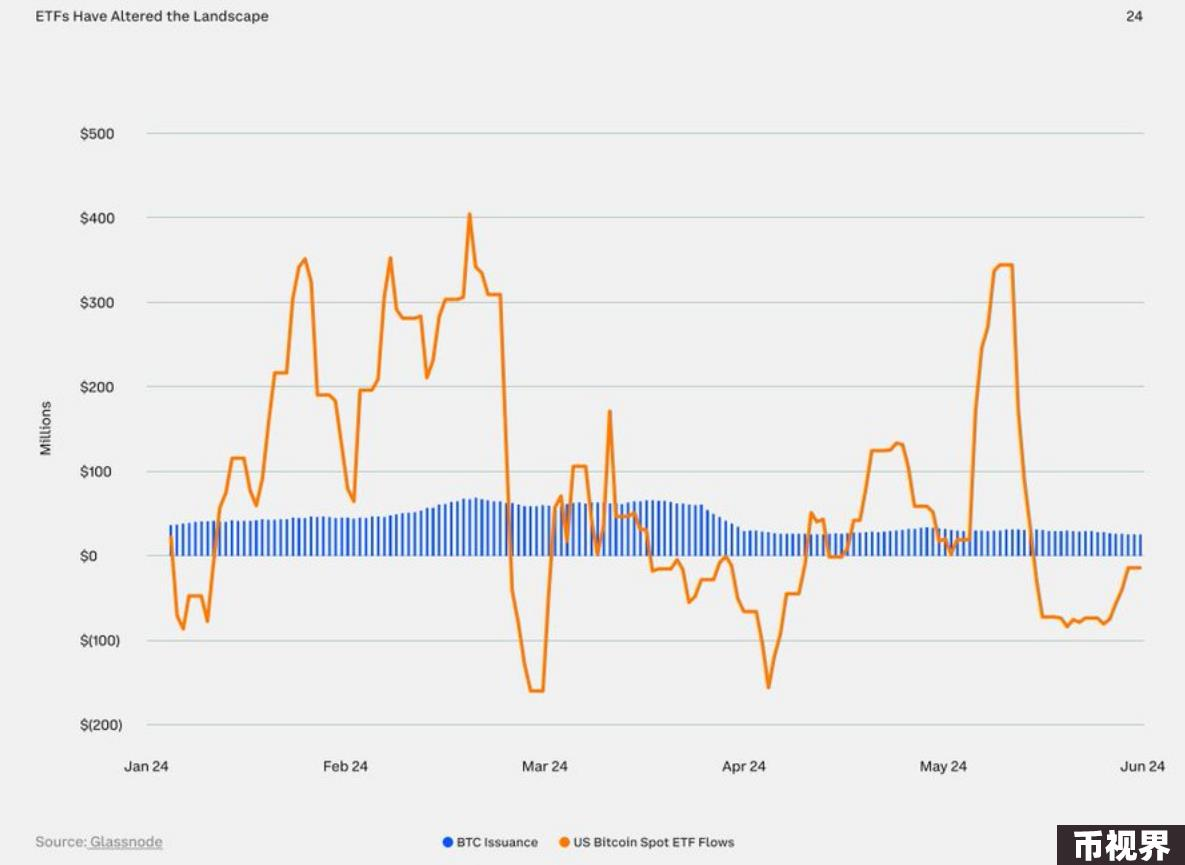 ETFs Have Altered the Landscape 24
$500
$400
$300
$200
$100
$0
$(100)
$(200)
Millions
Jan 24 Feb 24 Mar 24 Apr 24 May 24 Jun 24
Source: Glassnode
BTC Issuance US Bitcoin Spot ETF Flows
币视界